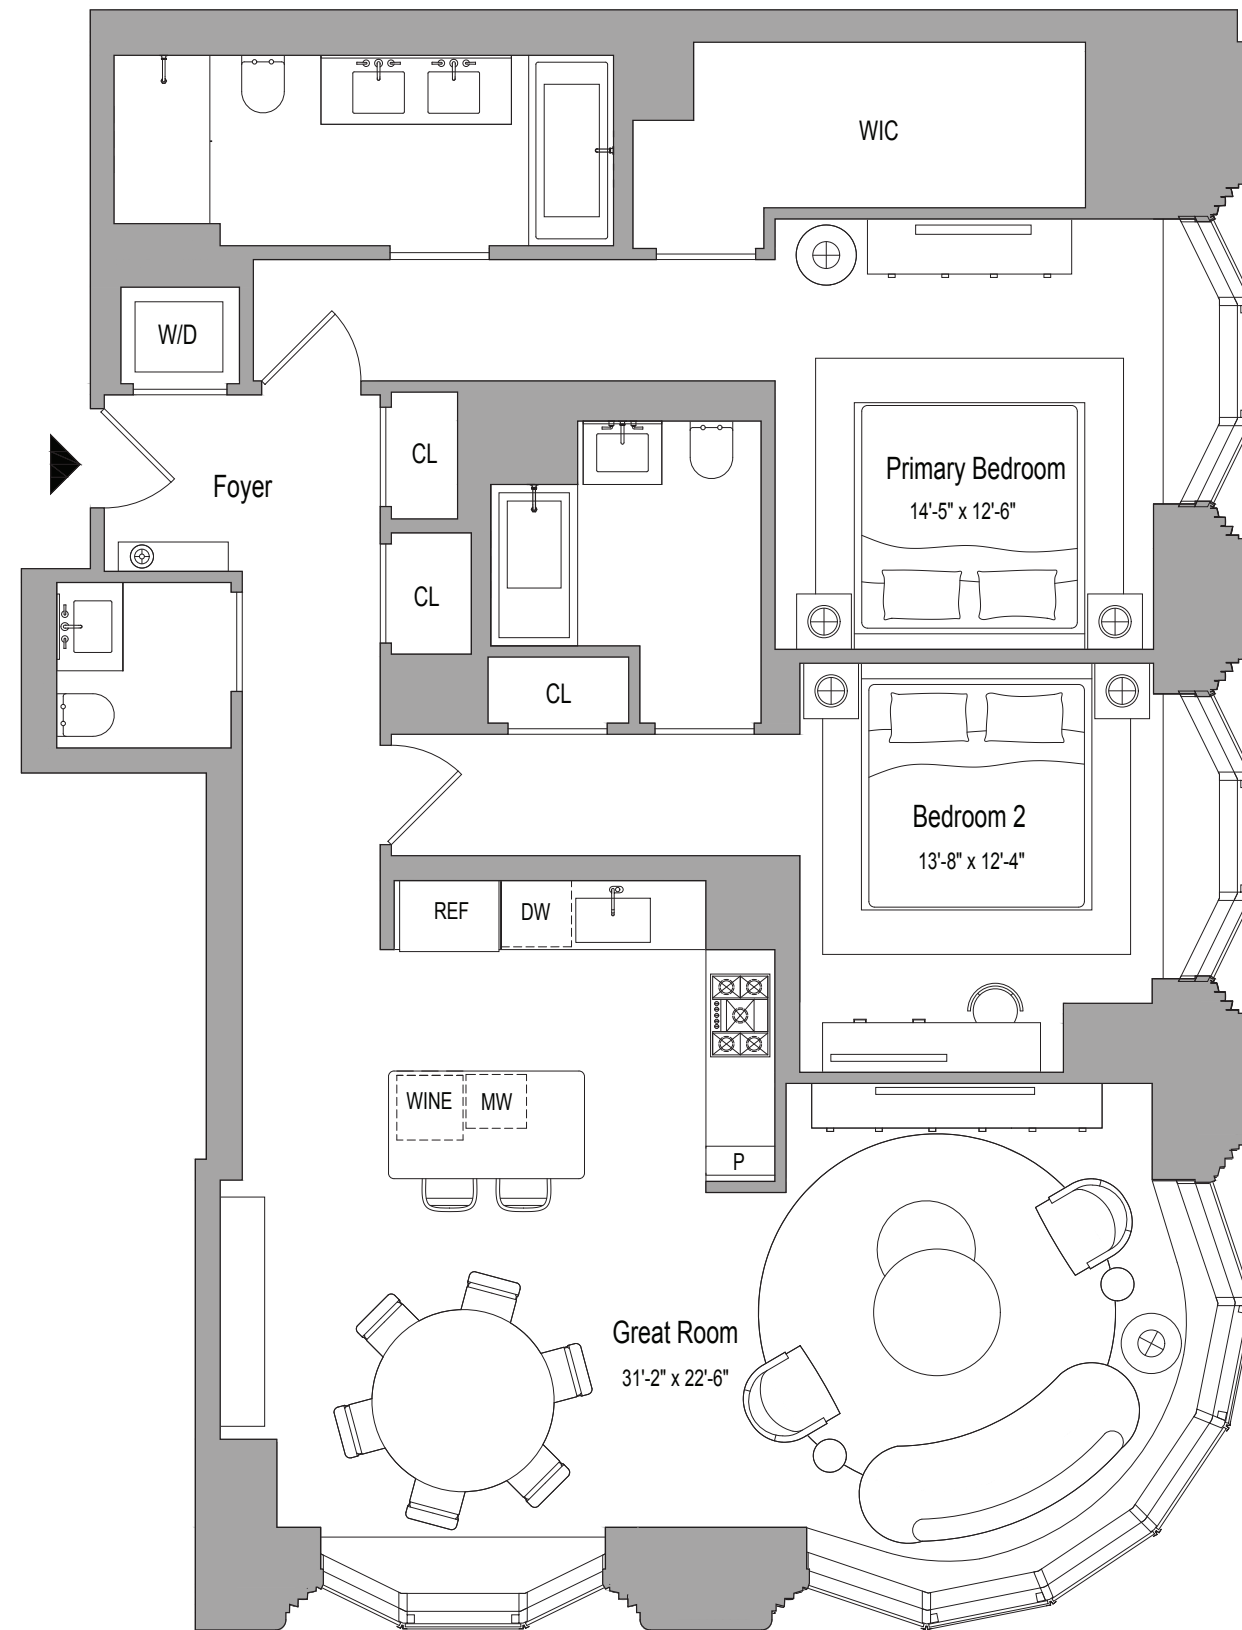 WIC
W/D
CL
Foyer
Primary Bedroom
14'-5" x 12'-6"
CL
CL
Bedroom 2
13'-8" x 12'-4"
REF
DW
WINE
MW
P
Great Room
31'-2" x 22'-6"